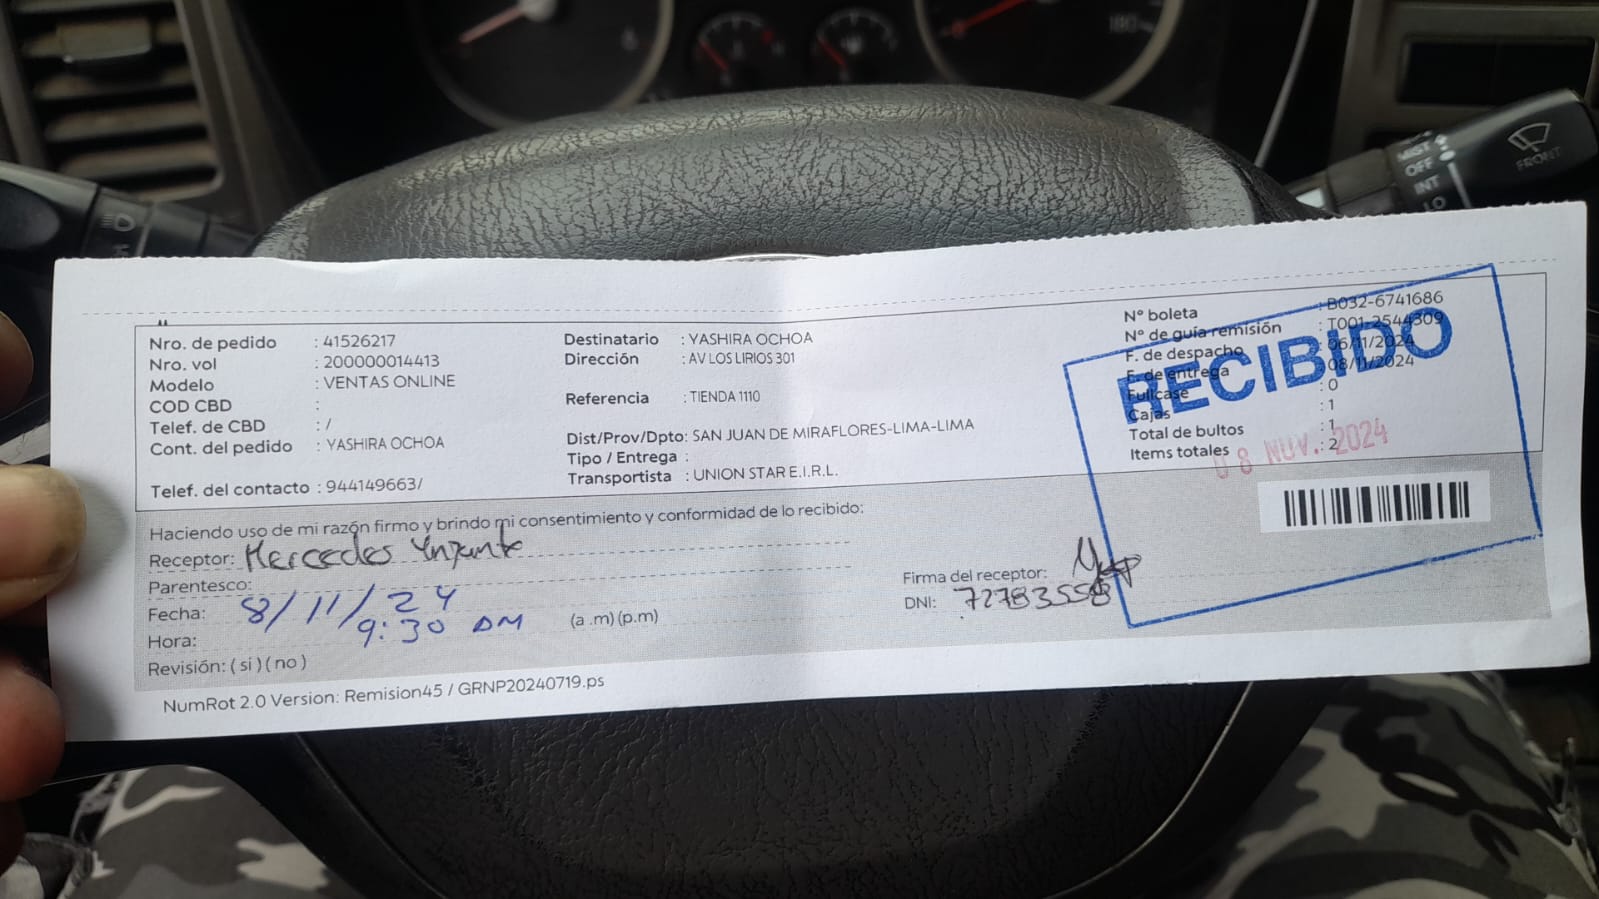 MIST
OFF
INT
LO
FRONT
180
Nro. de pedido : 41526217
Nro. vol : 200000014413
Modelo : VENTAS ONLINE
COD CBD :
Telef. de CBD : /
Cont. del pedido : YASHIRA OCHOA
Telef. del contacto : 944149663/
Destinatario : YASHIRA OCHOA
Dirección : AV LOS LIRIOS 301
Referencia : TIENDA 1110
Dist/Prov/Dpto: SAN JUAN DE MIRAFLORES-LIMA-LIMA
Tipo / Entrega :
Transportista : UNION STAR E.I.R.L.
N° boleta : B032-6741686
N° de guía remisión : T001-2544309
F. de despacho : 06/11/2024
F. de entrega : 08/11/2024
Fullcase : 0
Cajas : 1
Total de bultos : 1
Items totales : 2
RECIBIDO
08 NOV. 2024
Haciendo uso de mi razón firmo y brindo mi consentimiento y conformidad de lo recibido:
Receptor: Mercedes
Parentesco:
Fecha: 8/11/24
Hora: 9:30 AM (a .m) (p.m)
Revisión: ( si ) ( no )
Firma del receptor:
DNI: 72783558
NumRot 2.0 Version: Remision45 / GRNP20240719.ps